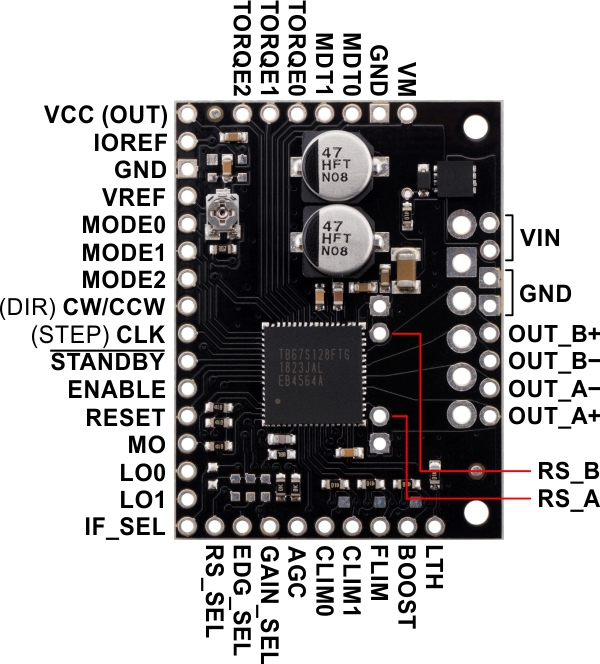 TORQE2
TORQE1
TORQE0
MDT1
MDT0
GND
VM
VCC (OUT)
IOREF
GND
VREF
MODE0
MODE1
MODE2
(DIR) CW/CCW
(STEP) CLK
STANDBY
ENABLE
RESET
MO
LO0
LO1
IF_SEL
47
HFT
N08
47
HFT
N08
TB67S128FTG
1823JAL
EB4564A
VIN
GND
OUT_B+
OUT_B−
OUT_A−
OUT_A+
RS_B
RS_A
RS_SEL
EDG_SEL
GAIN_SEL
AGC
CLIM0
CLIM1
FLIM
BOOST
LTH